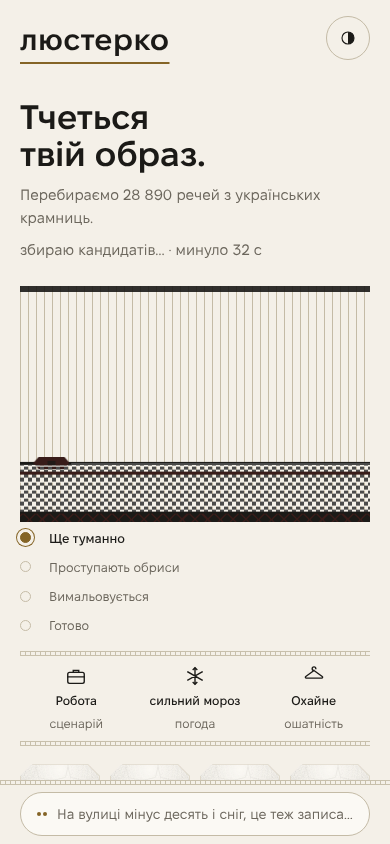 люстерко
Тчеться
твій образ.
Перебираємо 28 890 речей з українських
крамниць.
збираю кандидатів… · минуло 32 с
Ще туманно
Проступають обриси
Вимальовується
Готово
Робота
сильний мороз
Охайне
сценарій
погода
ошатність
На вулиці мінус десять і сніг, це теж записа…